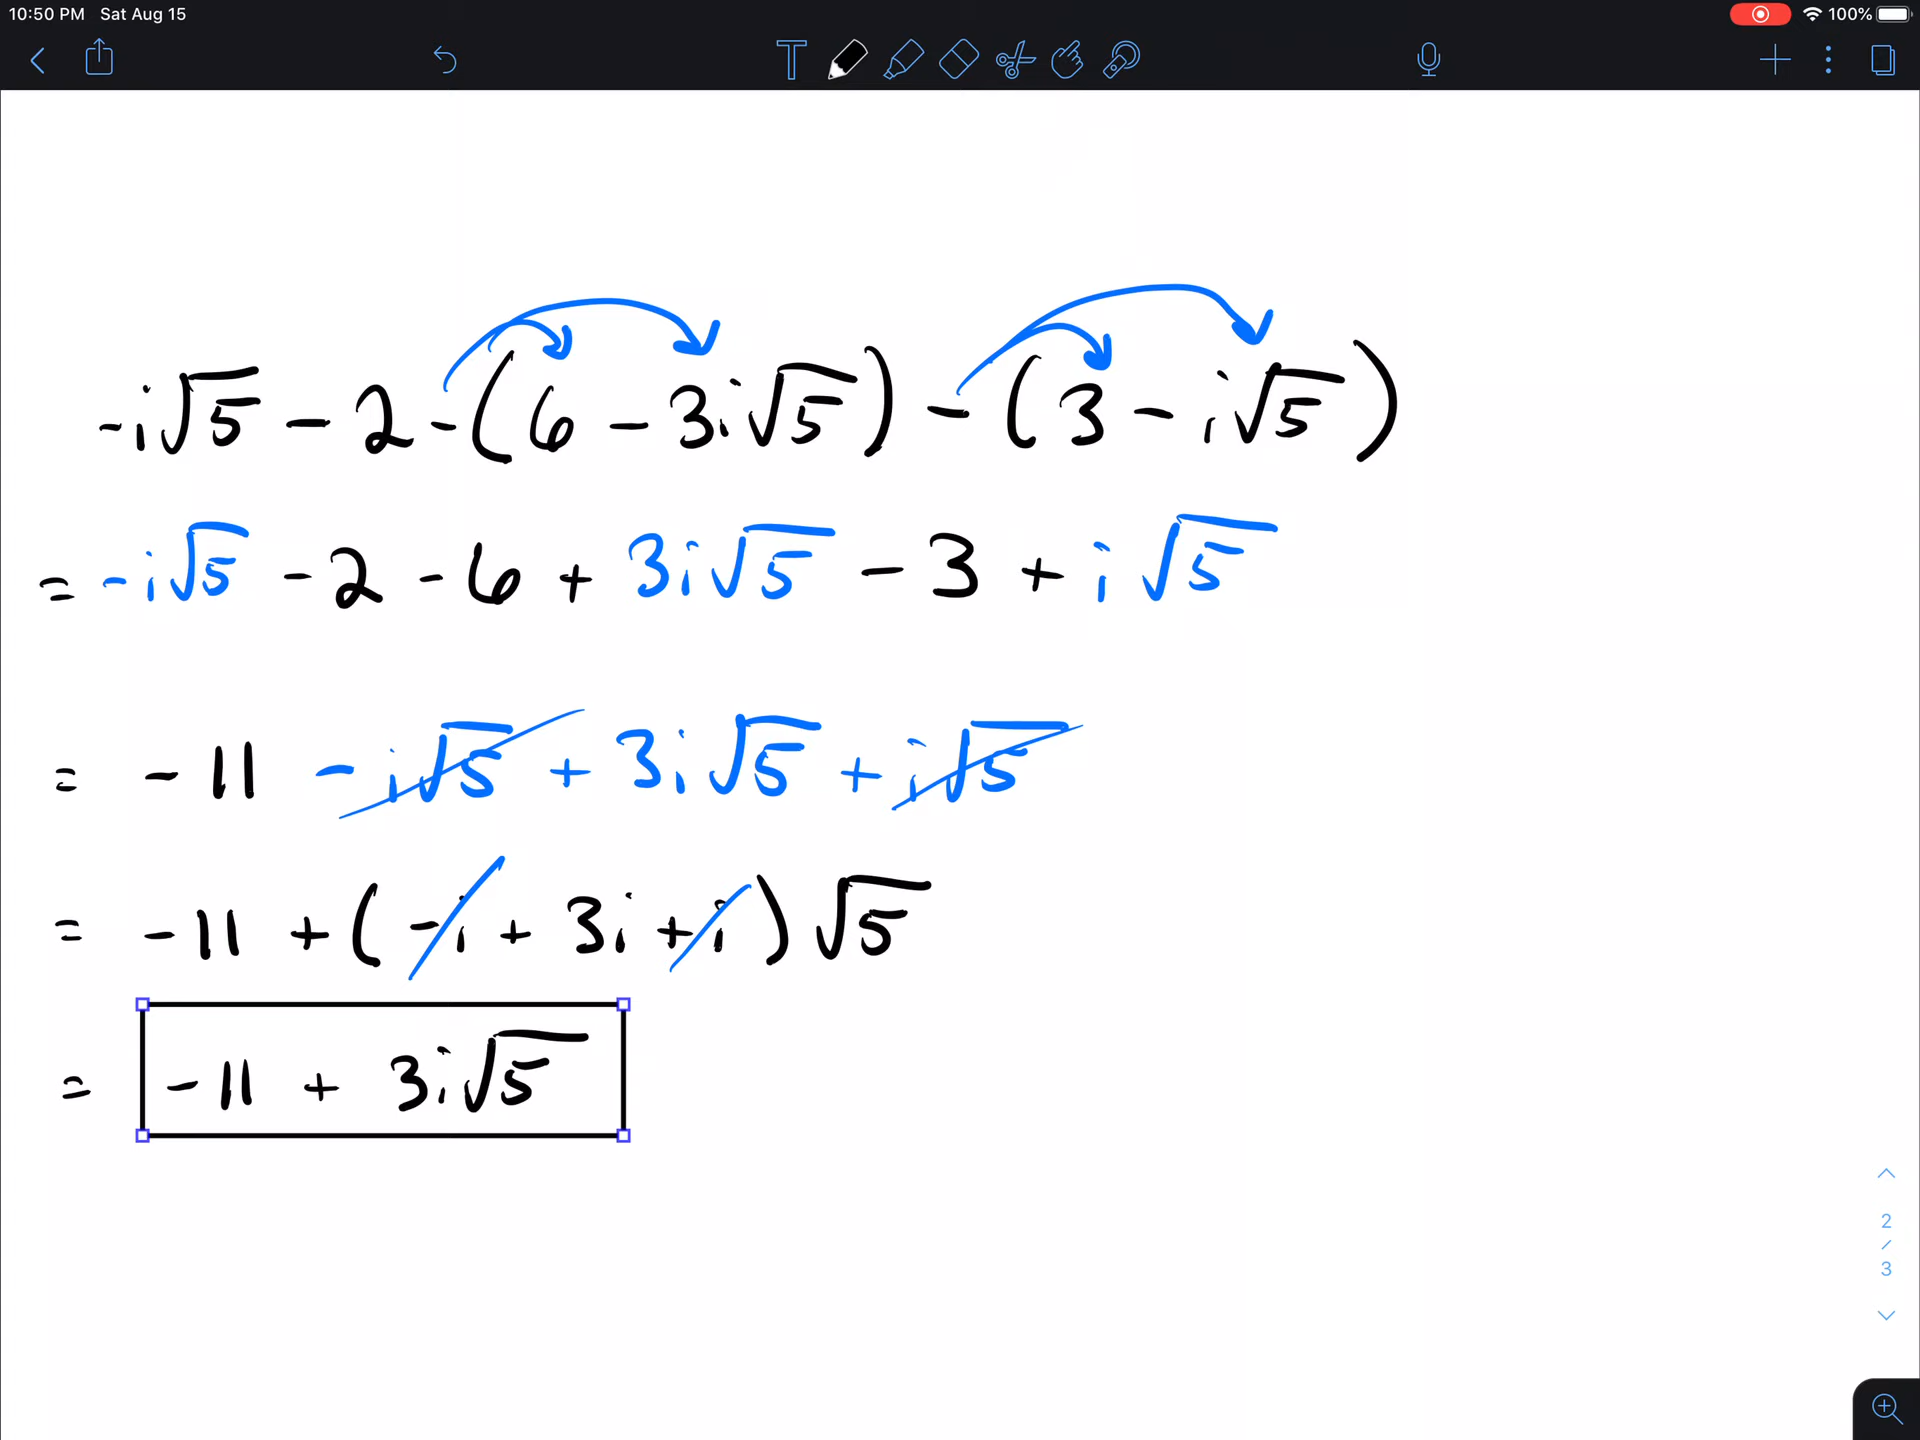 10:50 PM Sat Aug 15 100%
T
-i√5 - 2 - (6 - 3i√5) - (3 - i√5)
= -i√5 - 2 - 6 + 3i√5 - 3 + i√5
= -11 - i√5 + 3i√5 + i√5
= -11 + (-i + 3i + i)√5
= -11 + 3i√5
2
/
3